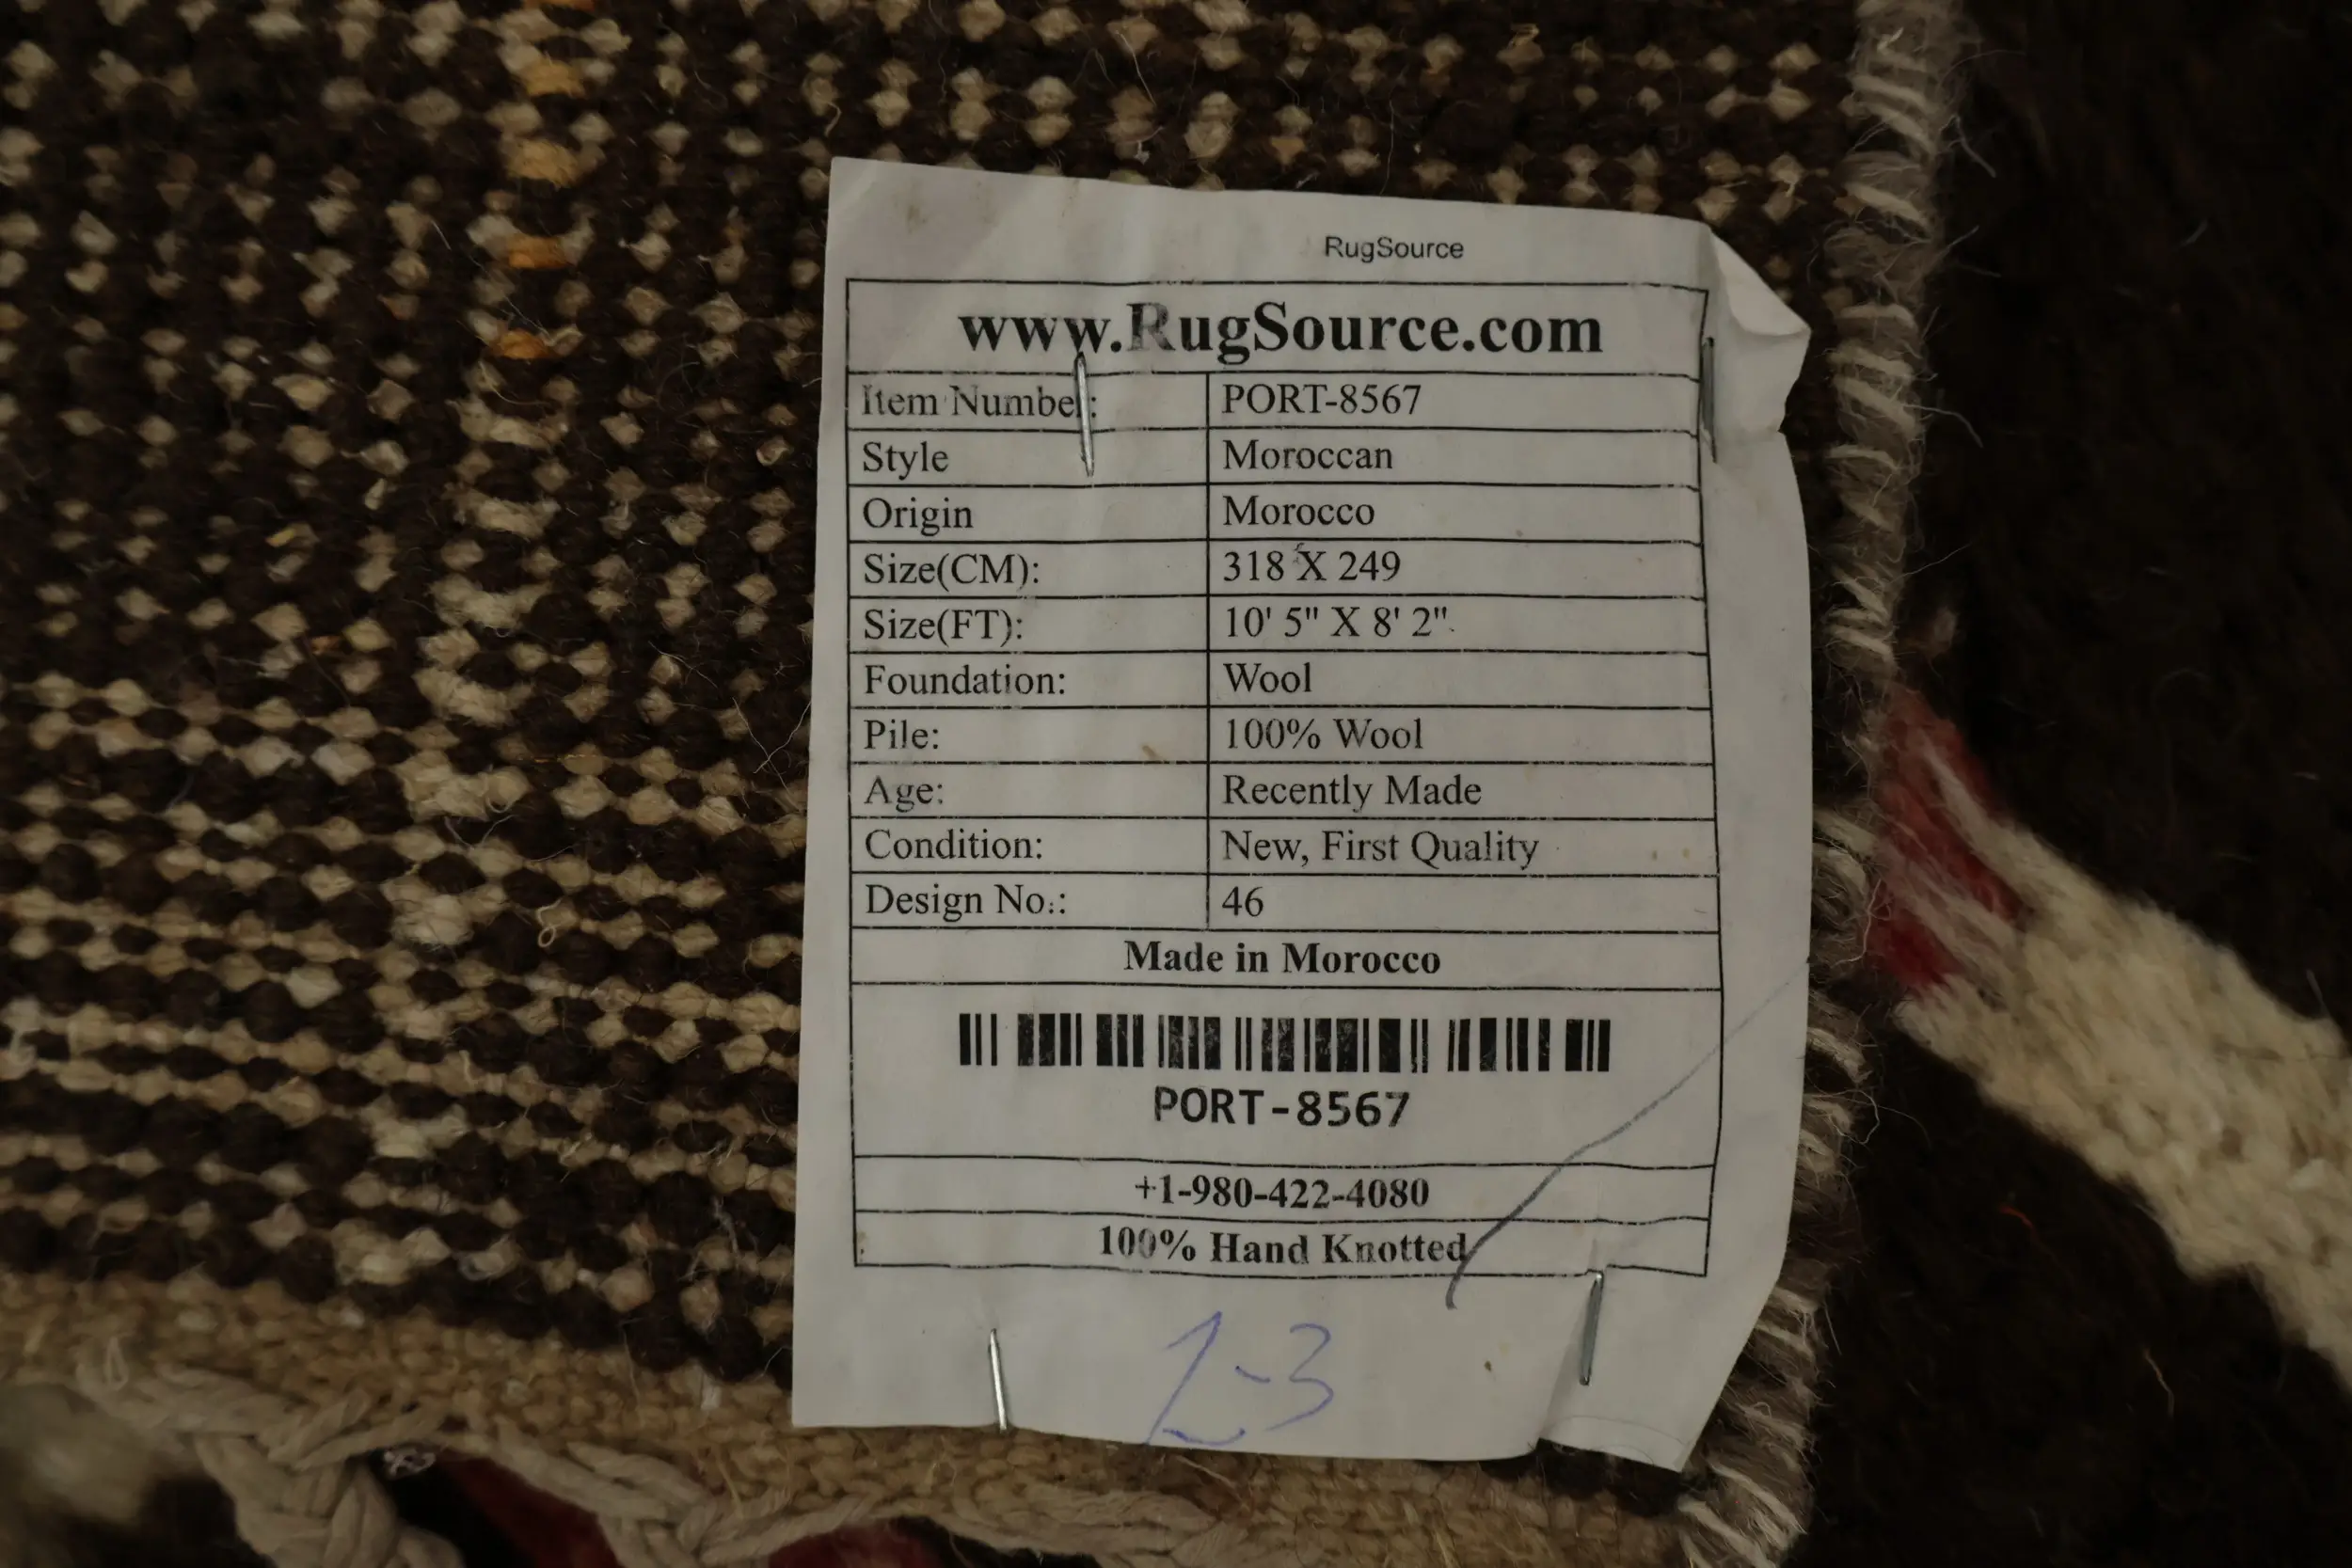 RugSource
www.RugSource.com
Item Number: PORT-8567
Style Moroccan
Origin Morocco
Size(CM): 318 X 249
Size(FT): 10' 5" X 8' 2"
Foundation: Wool
Pile: 100% Wool
Age: Recently Made
Condition: New, First Quality
Design No.: 46
Made in Morocco
PORT-8567
+1-980-422-4080
100% Hand Knotted
1-3